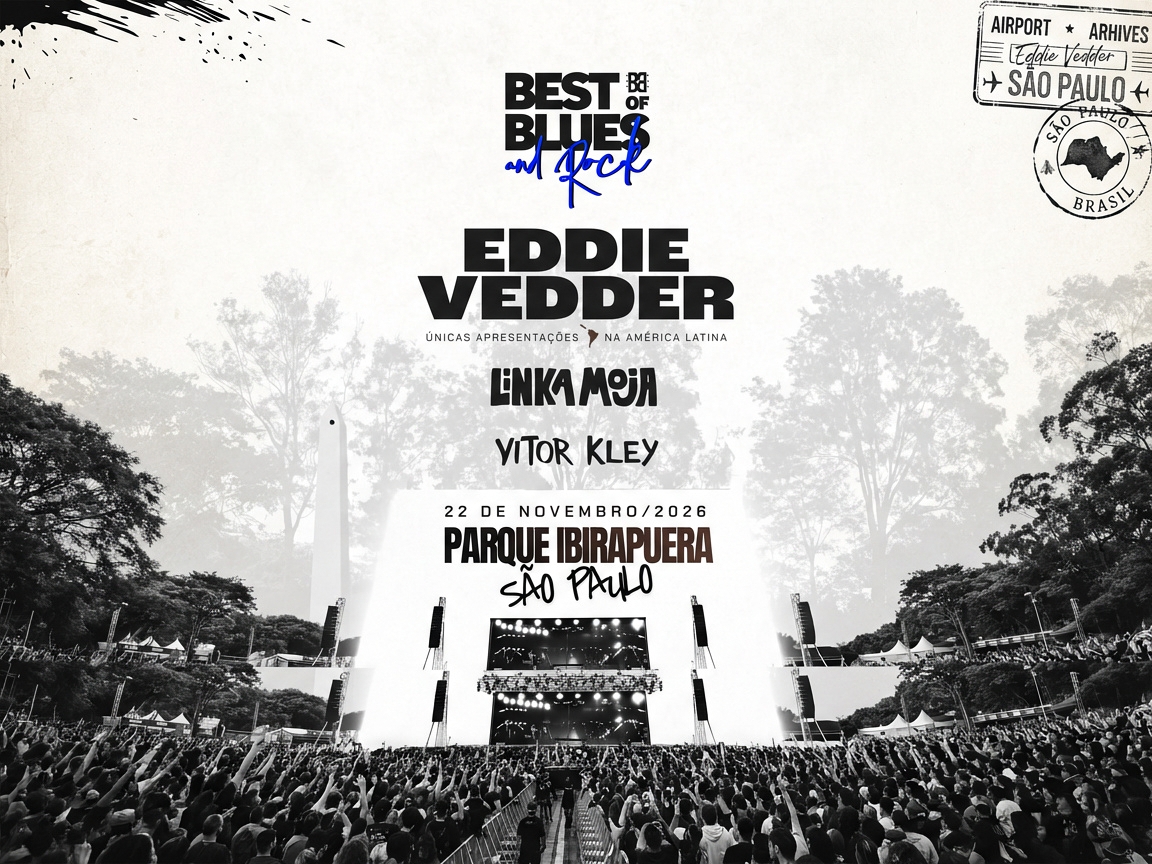 AIRPORT ★ ARHIVES
Eddie Vedder
SÃO PAULO
SÃO PAULO
BRASIL
BEST
OF
BLUES
and Rock
EDDIE
VEDDER
ÚNICAS APRESENTAÇÕES NA AMÉRICA LATINA
LINKA MOJA
VITOR KLEY
22 DE NOVEMBRO/2026
PARQUE IBIRAPUERA
SÃO PAULO